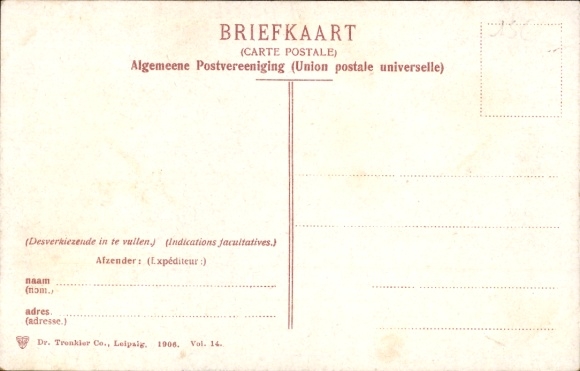 BRIEFKAART
(CARTE POSTALE)
Algemeene Postvereeniging (Union postale universelle)
(Desverkiezende in te vullen.) (Indications facultatives.)
Afzender: (Expéditeur:)
naam
(nom.)
adres.
(adresse.)
Dr. Trenkler Co., Leipzig. 1906. Vol. 14.